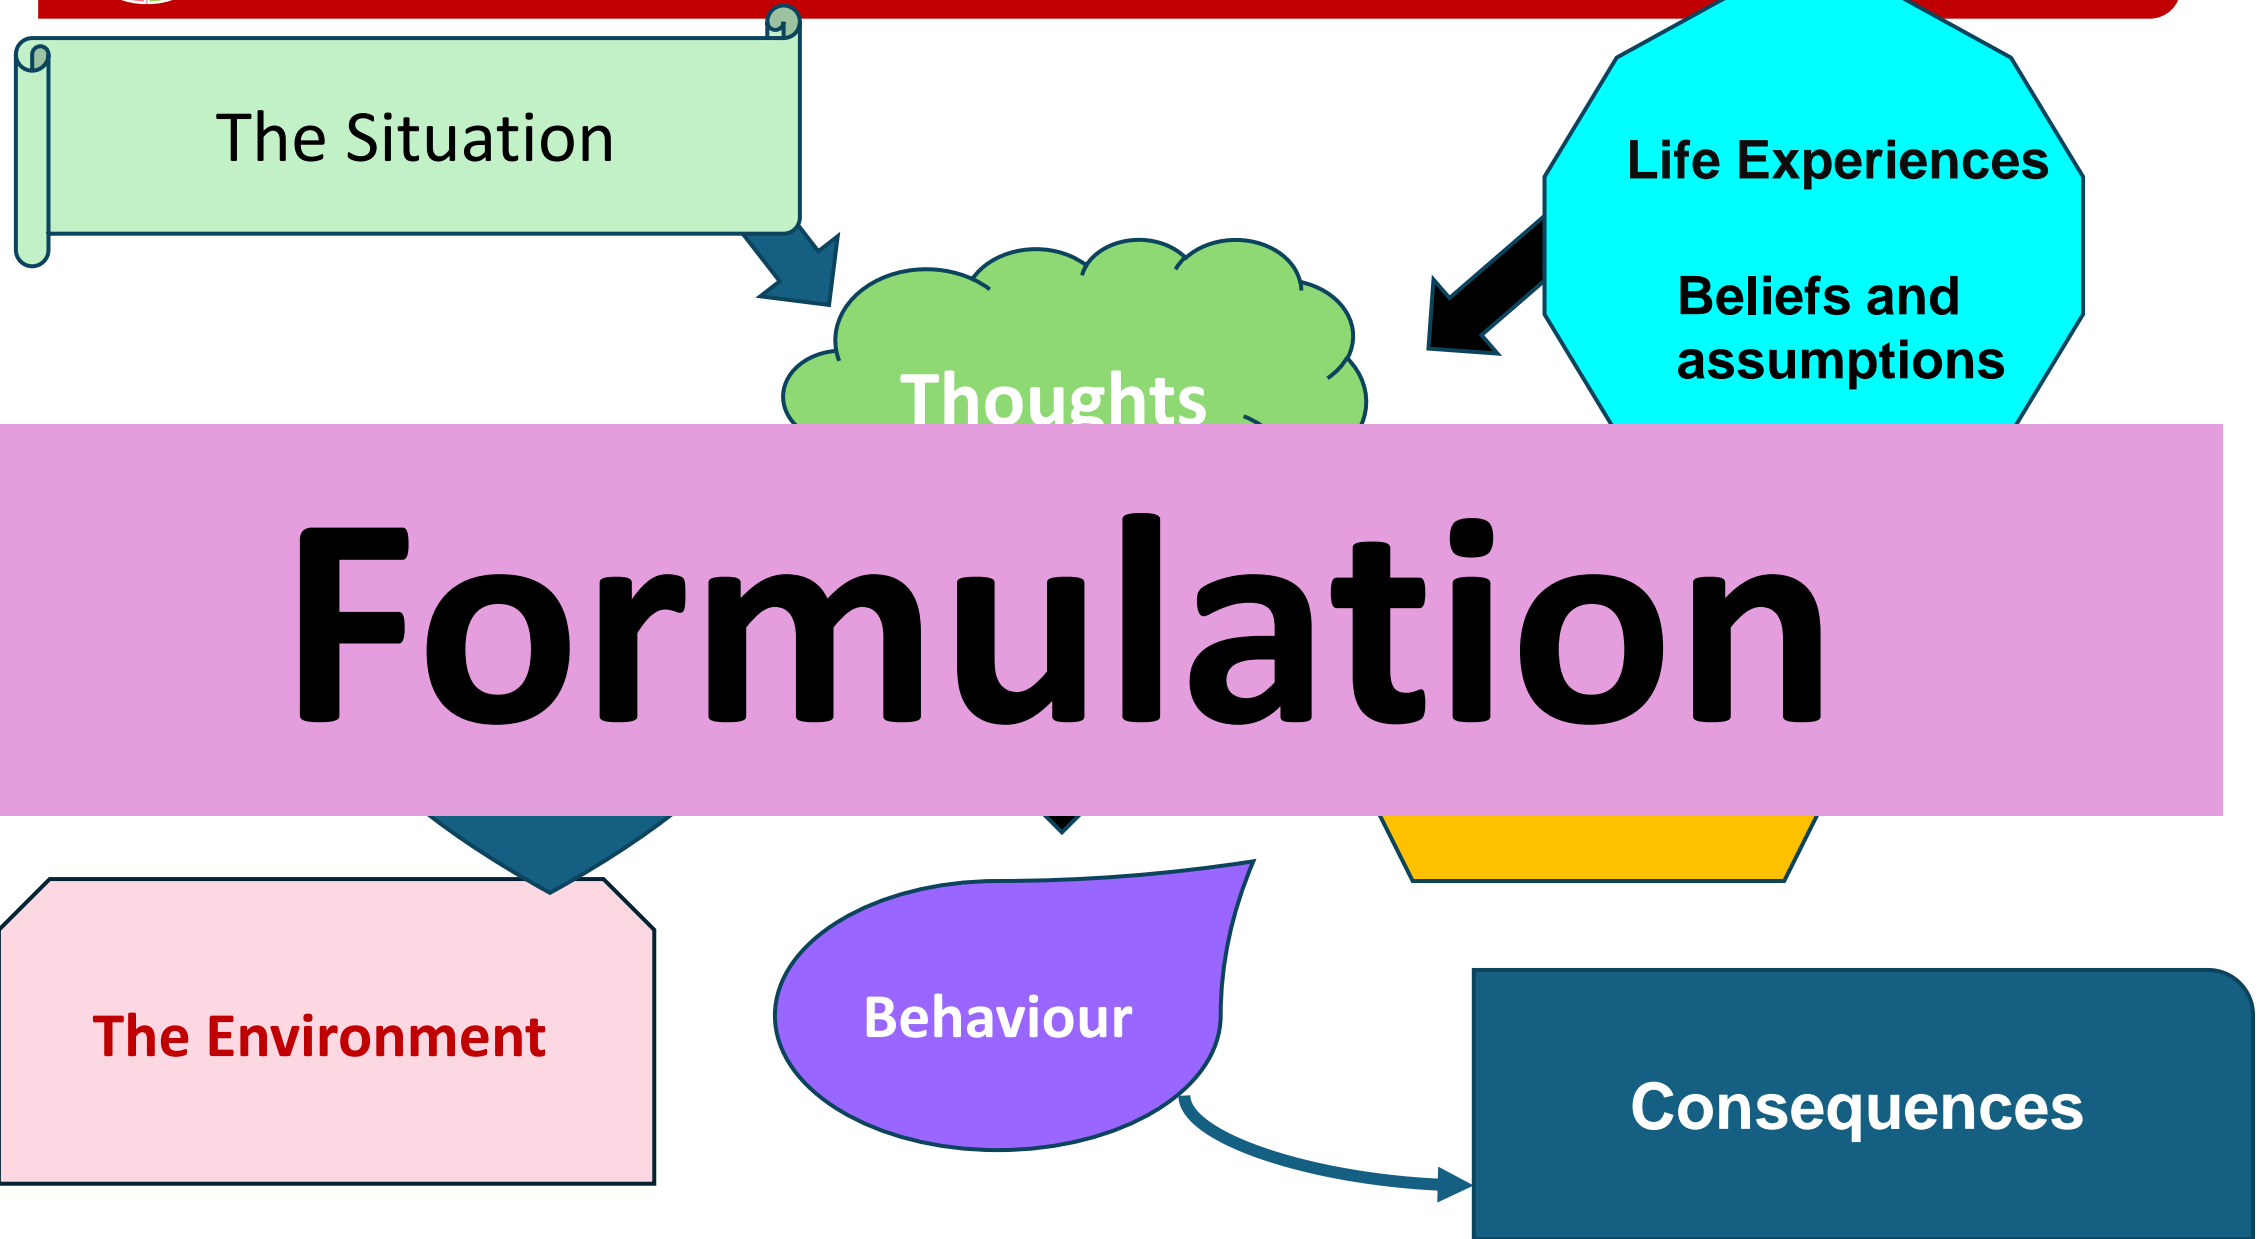 The Situation
Life Experiences
Beliefs and
assumptions
Thoughts
Formulation
The Environment
Behaviour
Consequences